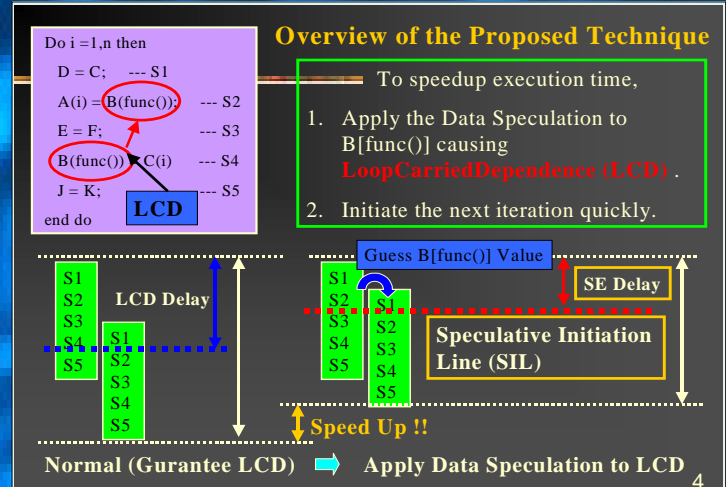 Overview of the Proposed Technique
Do i =1,n then
D = C; --- S1
A(i) = B(func()); --- S2
E = F; --- S3
B(func()) C(i) --- S4
J = K; --- S5
end do
LCD
To speedup execution time,
1. Apply the Data Speculation to
B[func()] causing
LoopCarriedDependence (LCD) .
2. Initiate the next iteration quickly.
S1
S2
S3
S4
S5
LCD Delay
S1
S2
S3
S4
S5
Guess B[func()] Value
S1
S2
S3
S4
S5
S1
S2
S3
S4
S5
SE Delay
Speculative Initiation
Line (SIL)
Speed Up !!
Normal (Gurantee LCD) Apply Data Speculation to LCD
4